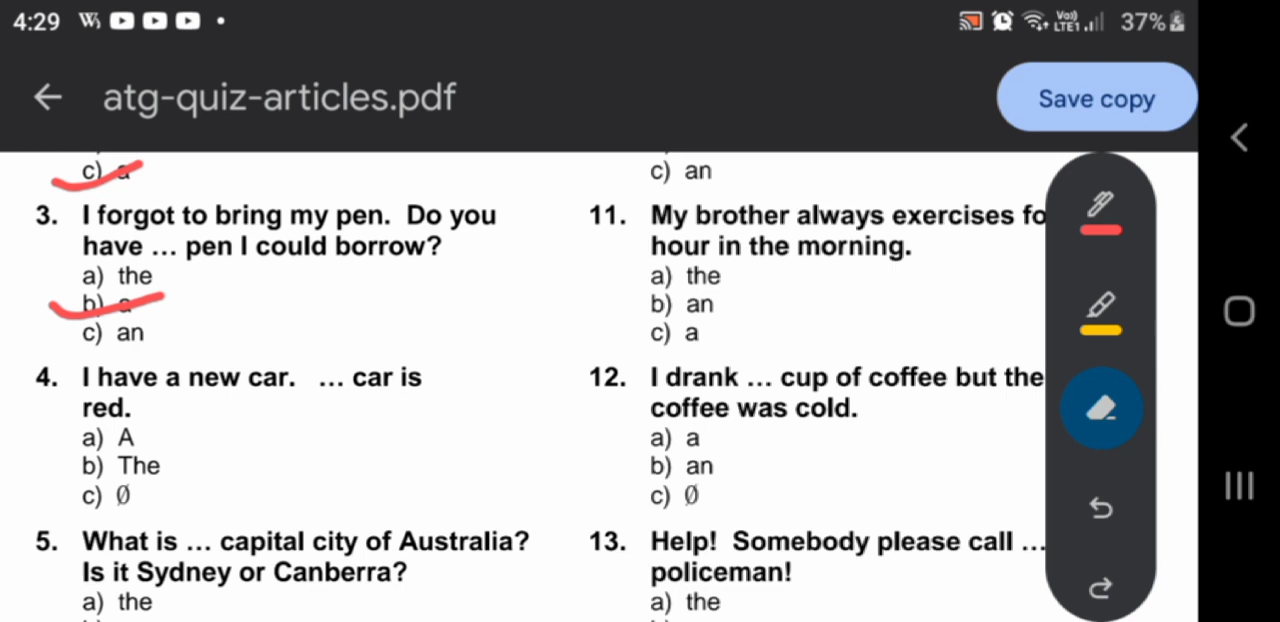 4:29 37%
Vo))
LTE1
atg-quiz-articles.pdf
Save copy
c) a
3. I forgot to bring my pen. Do you
have ... pen I could borrow?
a) the
b) a
c) an
4. I have a new car. ... car is
red.
a) A
b) The
c) Ø
5. What is ... capital city of Australia?
Is it Sydney or Canberra?
a) the
c) an
11. My brother always exercises fo
hour in the morning.
a) the
b) an
c) a
12. I drank ... cup of coffee but the
coffee was cold.
a) a
b) an
c) Ø
13. Help! Somebody please call ...
policeman!
a) the